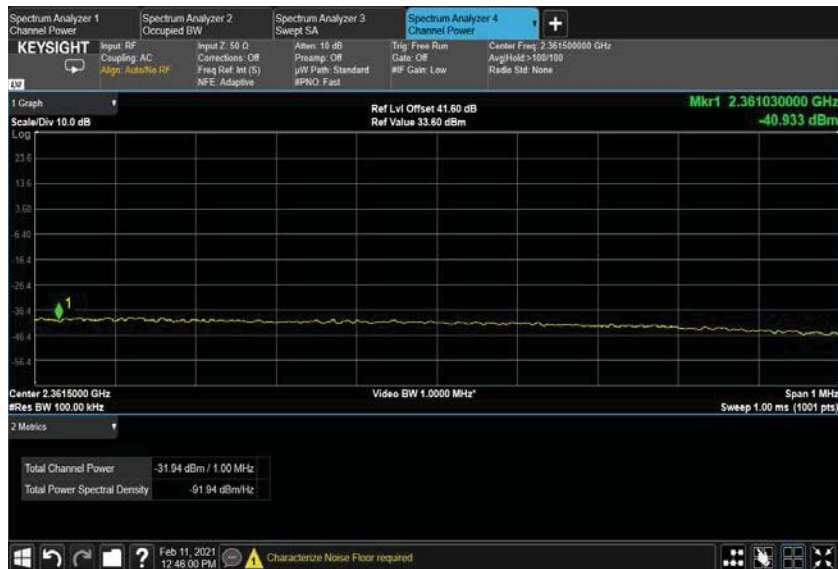 Spectrum Analyzer 1
Channel Power
Spectrum Analyzer 2
Occupied BW
Spectrum Analyzer 3
Swept SA
Spectrum Analyzer 4
Channel Power
KEYSIGHT
Input: RF
Coupling: AC
Align: Auto/No RF
Input Z: 50 Ω
Corrections: Off
Freq Ref: Int (S)
NFE: Adaptive
Atten: 10 dB
Preamp: Off
µW Path: Standard
#PNO: Fast
Trig: Free Run
Gate: Off
#IF Gain: Low
Center Freq: 2.361500000 GHz
Avg|Hold:>100/100
Radio Std: None
LXI
1 Graph
Scale/Div 10.0 dB
Ref Lvl Offset 41.60 dB
Ref Value 33.60 dBm
Mkr1 2.361030000 GHz
-40.933 dBm
Log
23.6
13.6
3.60
-6.40
-16.4
-26.4
-36.4
-46.4
-56.4
1
Center 2.3615000 GHz
#Res BW 100.00 kHz
Video BW 1.0000 MHz*
Span 1 MHz
Sweep 1.00 ms (1001 pts)
2 Metrics
Total Channel Power -31.94 dBm / 1.00 MHz
Total Power Spectral Density -91.94 dBm/Hz
?
Feb 11, 2021
12:46:00 PM
1
Characterize Noise Floor required